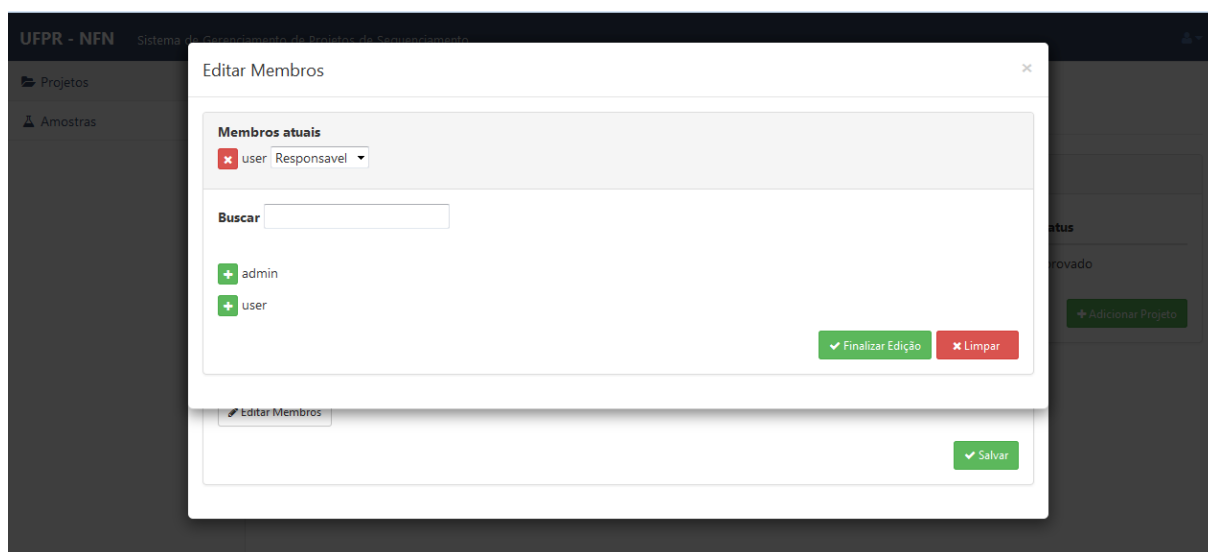 UFPR - NFN Sistema de Gerenciamento de Projetos de Sequenciamento
Projetos
Amostras
Editar Membros ×
Membros atuais
user Responsavel
Buscar
admin
user
Finalizar Edição Limpar
atus
rovado
Adicionar Projeto
Editar Membros
Salvar